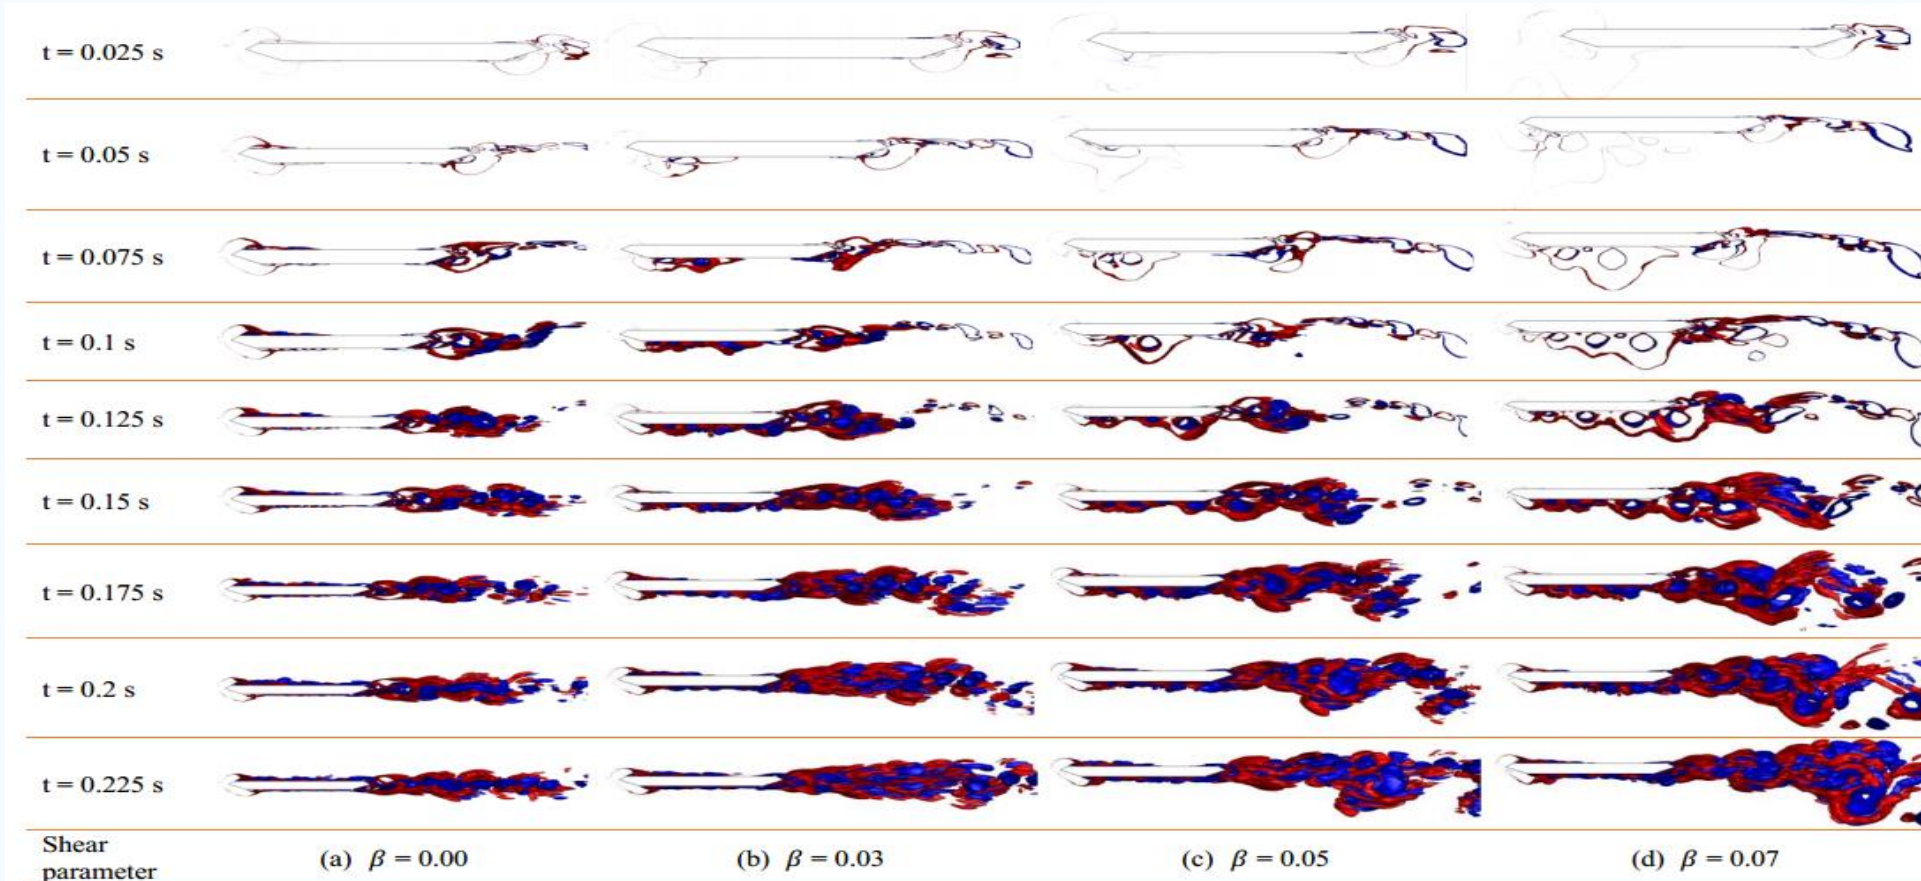 t = 0.025 s
t = 0.05 s
t = 0.075 s
t = 0.1 s
t = 0.125 s
t = 0.15 s
t = 0.175 s
t = 0.2 s
t = 0.225 s
Shear
parameter
(a) β = 0.00
(b) β = 0.03
(c) β = 0.05
(d) β = 0.07